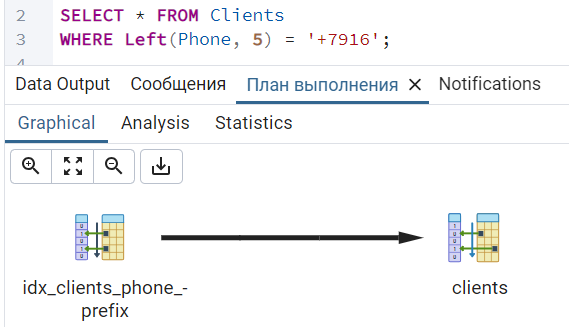 2 SELECT * FROM Clients
3 WHERE Left(Phone, 5) = '+7916';
Data Output Сообщения План выполнения × Notifications
Graphical Analysis Statistics
idx_clients_phone_-
prefix
clients